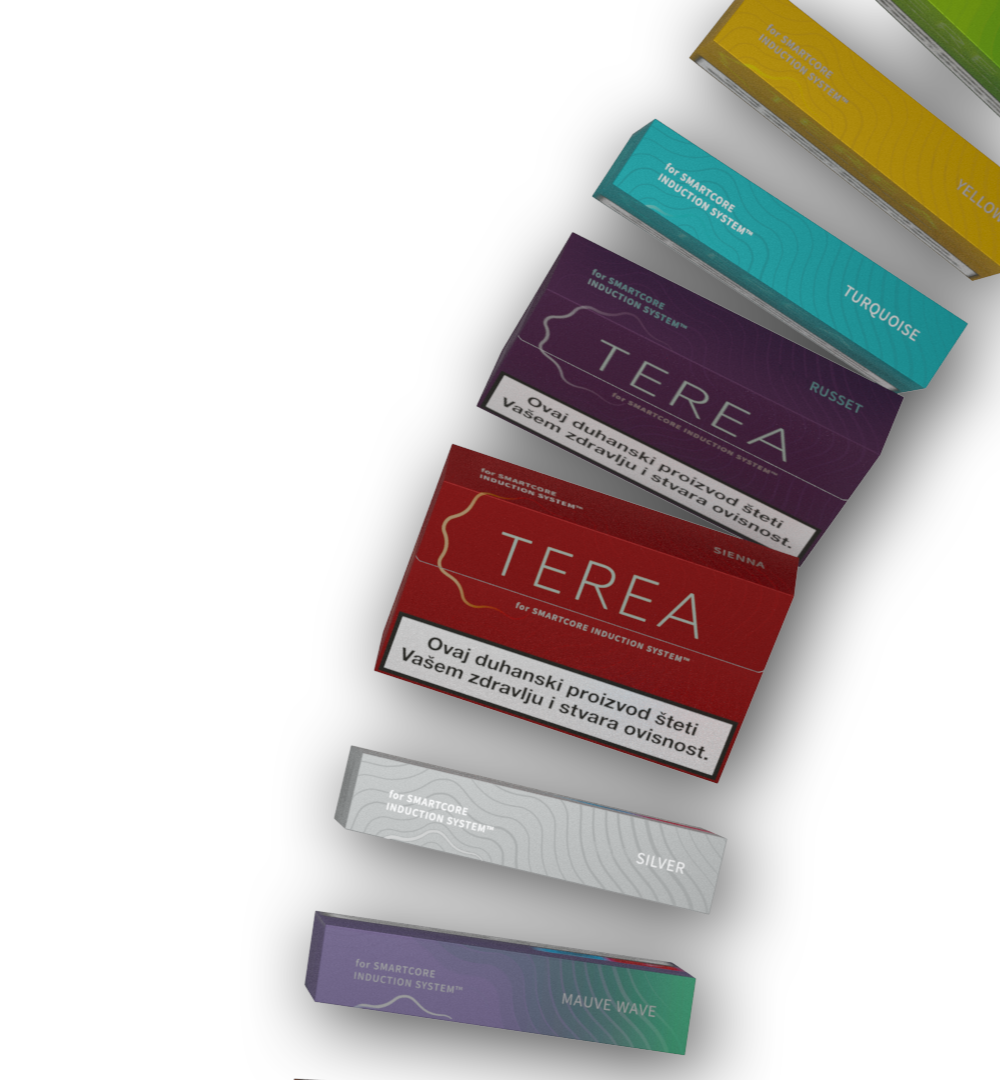 for SMARTCORE
INDUCTION SYSTEM™
for SMARTCORE
INDUCTION SYSTEM™
TURQUOISE
for SMARTCORE
INDUCTION SYSTEM™
RUSSET
TEREA
for SMARTCORE INDUCTION SYSTEM™
Ovaj duhanski proizvod šteti
Vašem zdravlju i stvara ovisnost.
for SMARTCORE
INDUCTION SYSTEM™
SIENNA
TEREA
for SMARTCORE INDUCTION SYSTEM™
Ovaj duhanski proizvod šteti
Vašem zdravlju i stvara ovisnost.
for SMARTCORE
INDUCTION SYSTEM™
SILVER
for SMARTCORE
INDUCTION SYSTEM™
MAUVE WAVE